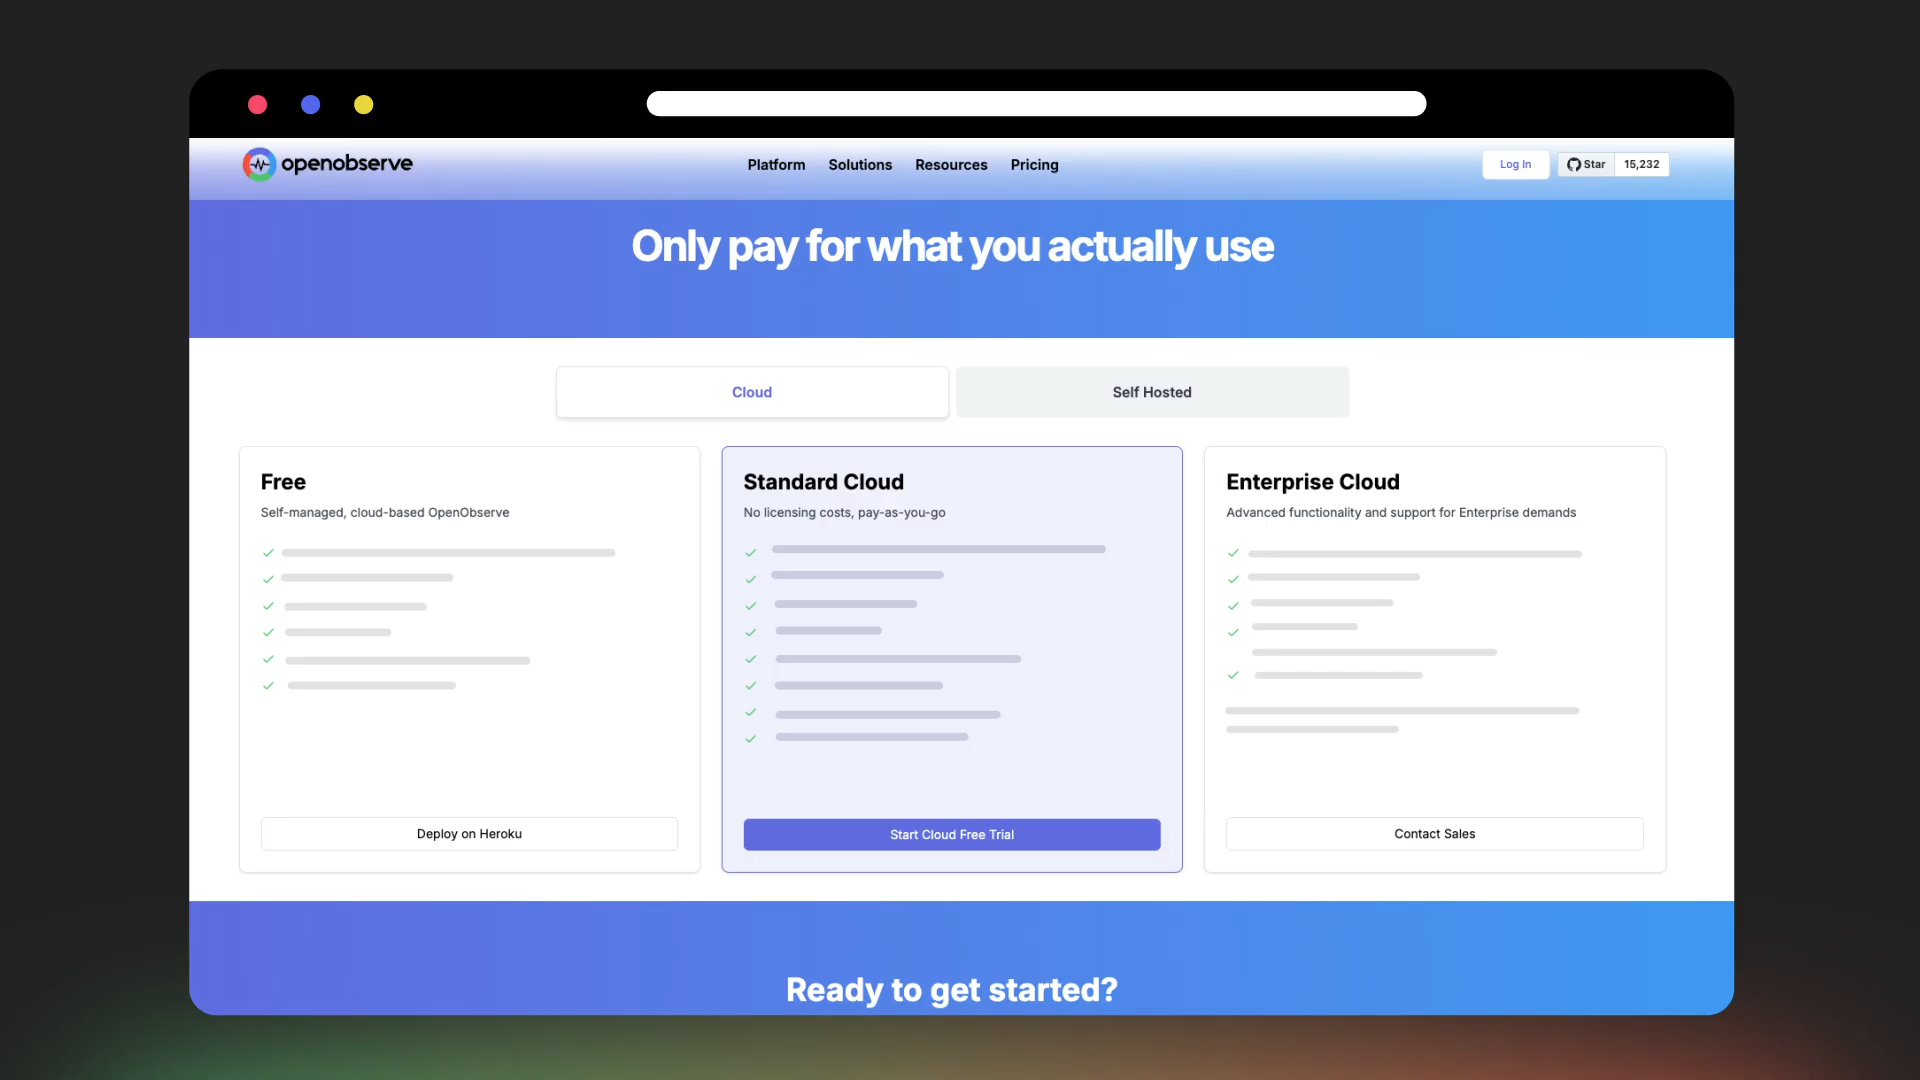 openobserve
Platform Solutions Resources Pricing
Log In
Star 15,232
Only pay for what you actually use
Cloud
Self Hosted
Free
Self-managed, cloud-based OpenObserve
Deploy on Heroku
Standard Cloud
No licensing costs, pay-as-you-go
Start Cloud Free Trial
Enterprise Cloud
Advanced functionality and support for Enterprise demands
Contact Sales
Ready to get started?